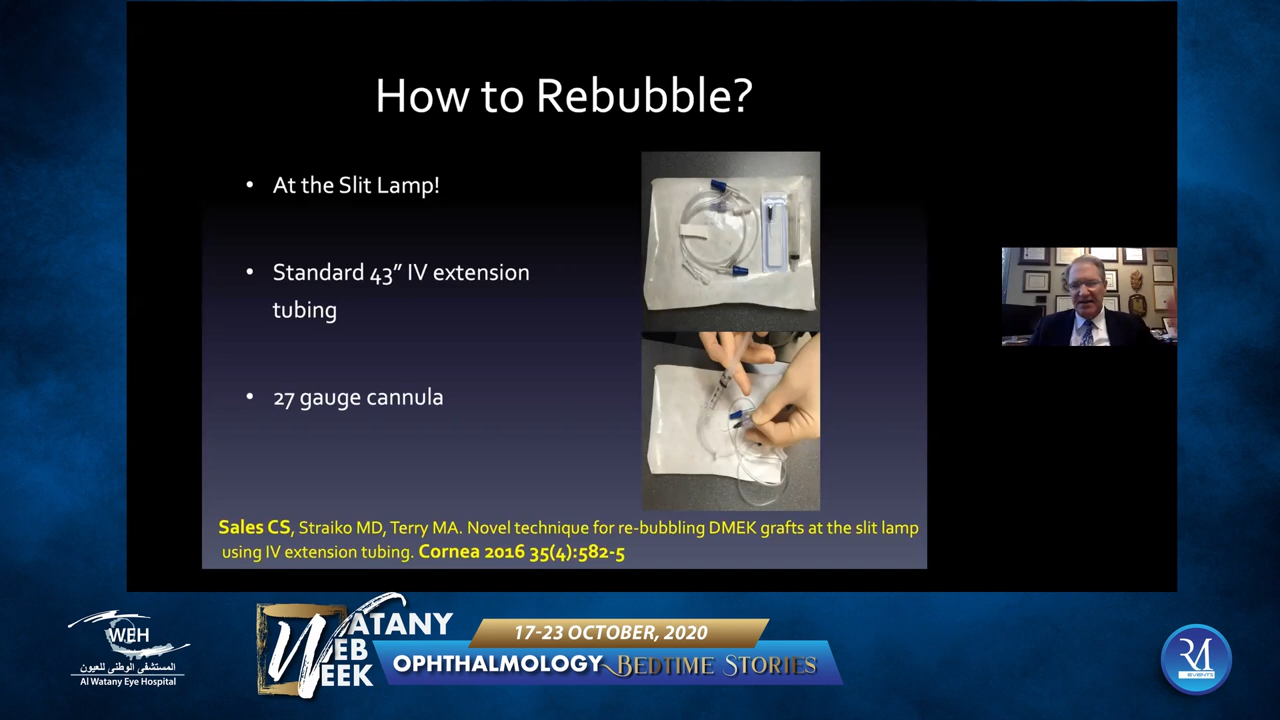 How to Rebubble?
• At the Slit Lamp!
• Standard 43” IV extension
tubing
• 27 gauge cannula
Sales CS, Straiko MD, Terry MA. Novel technique for re-bubbling DMEK grafts at the slit lamp
using IV extension tubing. Cornea 2016 35(4):582-5
WEH
المستشفى الوطني للعيون
Al Watany Eye Hospital
WATANY
WEB
WEEK
17-23 OCTOBER, 2020
OPHTHALMOLOGY BEDTIME STORIES
RM
EVENTS